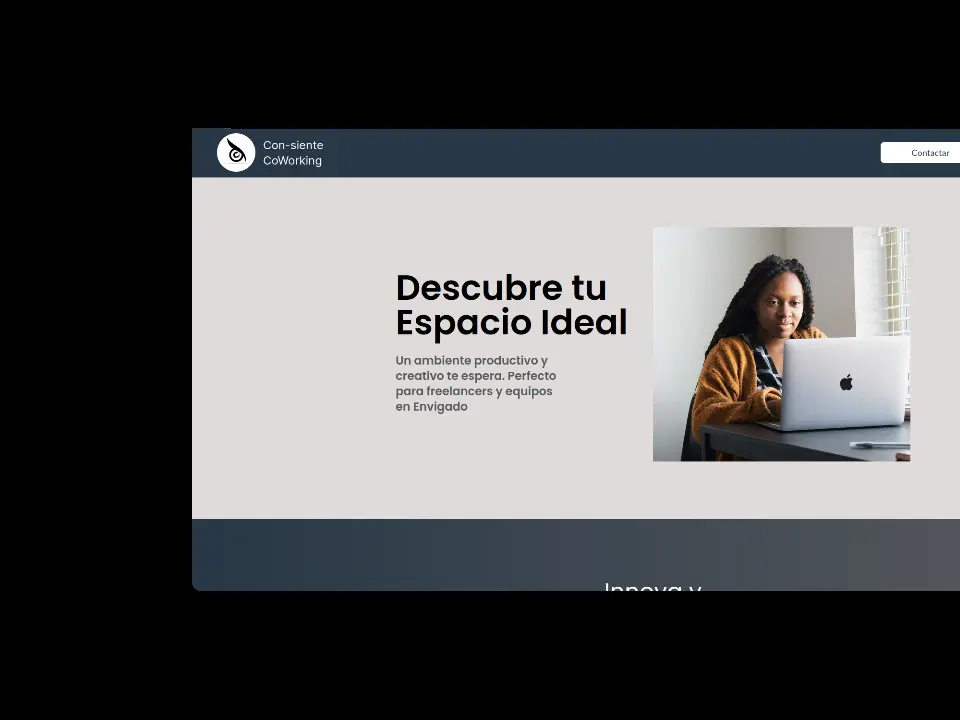 Con-siente
CoWorking
Contactar
Descubre tu
Espacio Ideal
Un ambiente productivo y
creativo te espera. Perfecto
para freelancers y equipos
en Envigado
Innova y